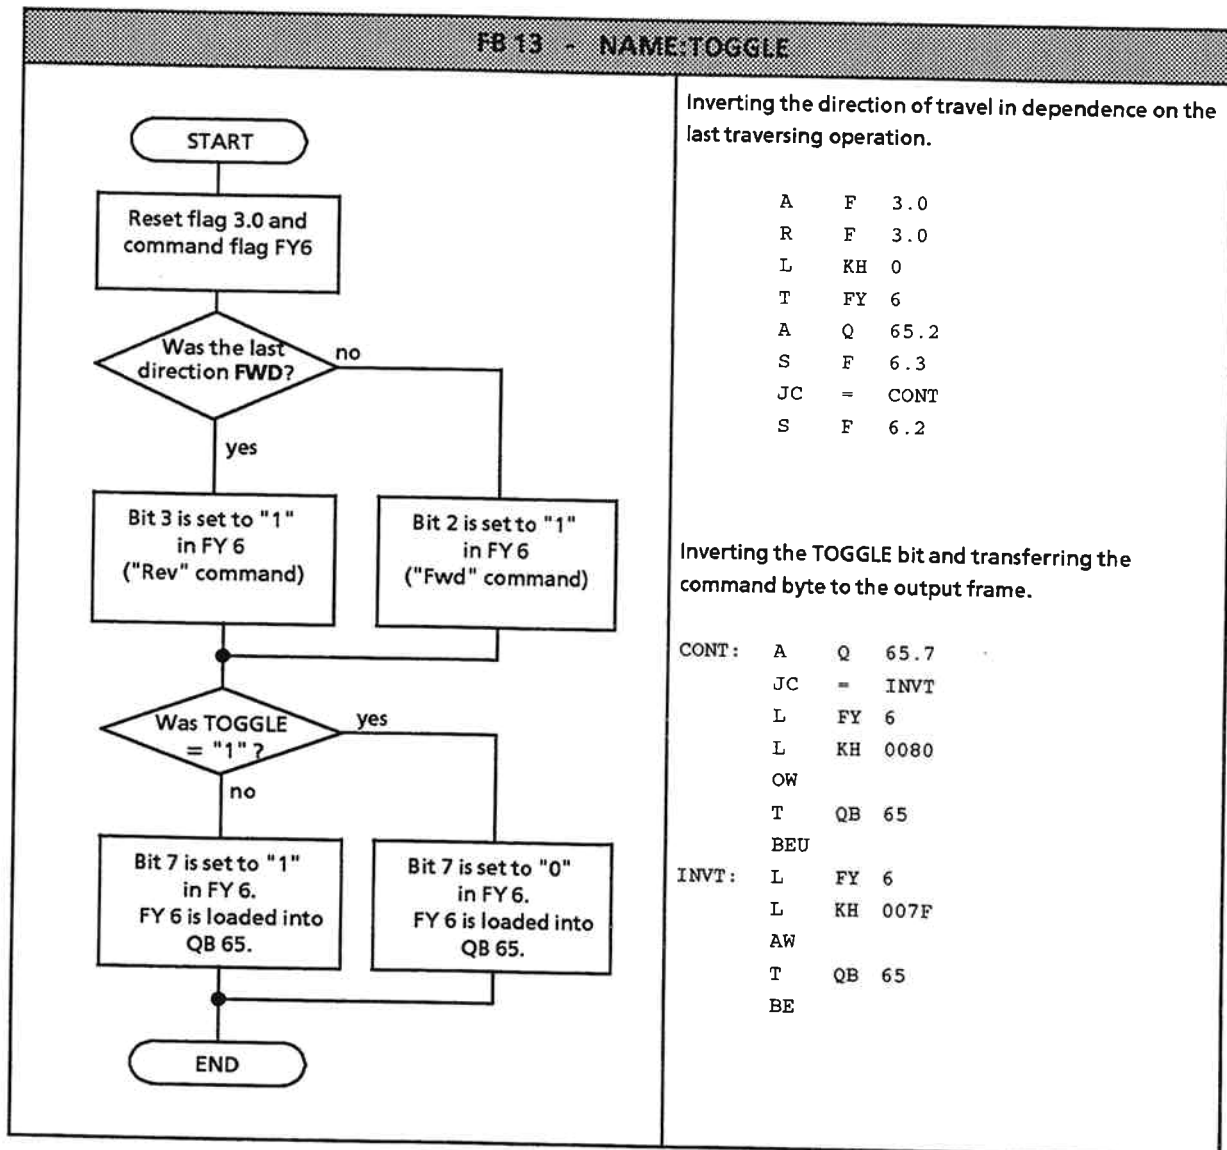 FB 13 - NAME:TOGGLE
START
Reset flag 3.0 and
command flag FY6
Was the last
direction FWD?
no
yes
Bit 3 is set to "1"
in FY 6
("Rev" command)
Bit 2 is set to "1"
in FY 6
("Fwd" command)
Was TOGGLE
= "1" ?
yes
no
Bit 7 is set to "1"
in FY 6.
FY 6 is loaded into
QB 65.
Bit 7 is set to "0"
in FY 6.
FY 6 is loaded into
QB 65.
END
Inverting the direction of travel in dependence on the
last traversing operation.
A F 3.0
R F 3.0
L KH 0
T FY 6
A Q 65.2
S F 6.3
JC = CONT
S F 6.2
Inverting the TOGGLE bit and transferring the
command byte to the output frame.
CONT: A Q 65.7
JC = INVT
L FY 6
L KH 0080
OW
T QB 65
BEU
INVT: L FY 6
L KH 007F
AW
T QB 65
BE